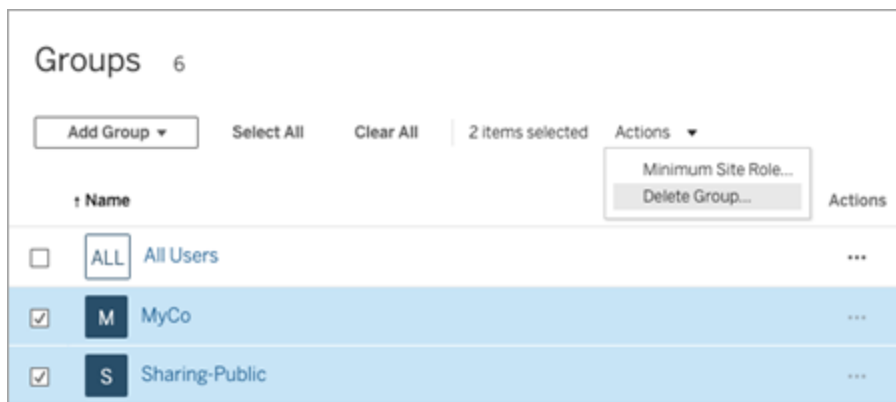 Groups 6
Add Group ▾ Select All Clear All 2 items selected Actions ▾
Minimum Site Role...
Delete Group...
↑ Name Actions
ALL All Users ...
M MyCo ...
S Sharing-Public ...